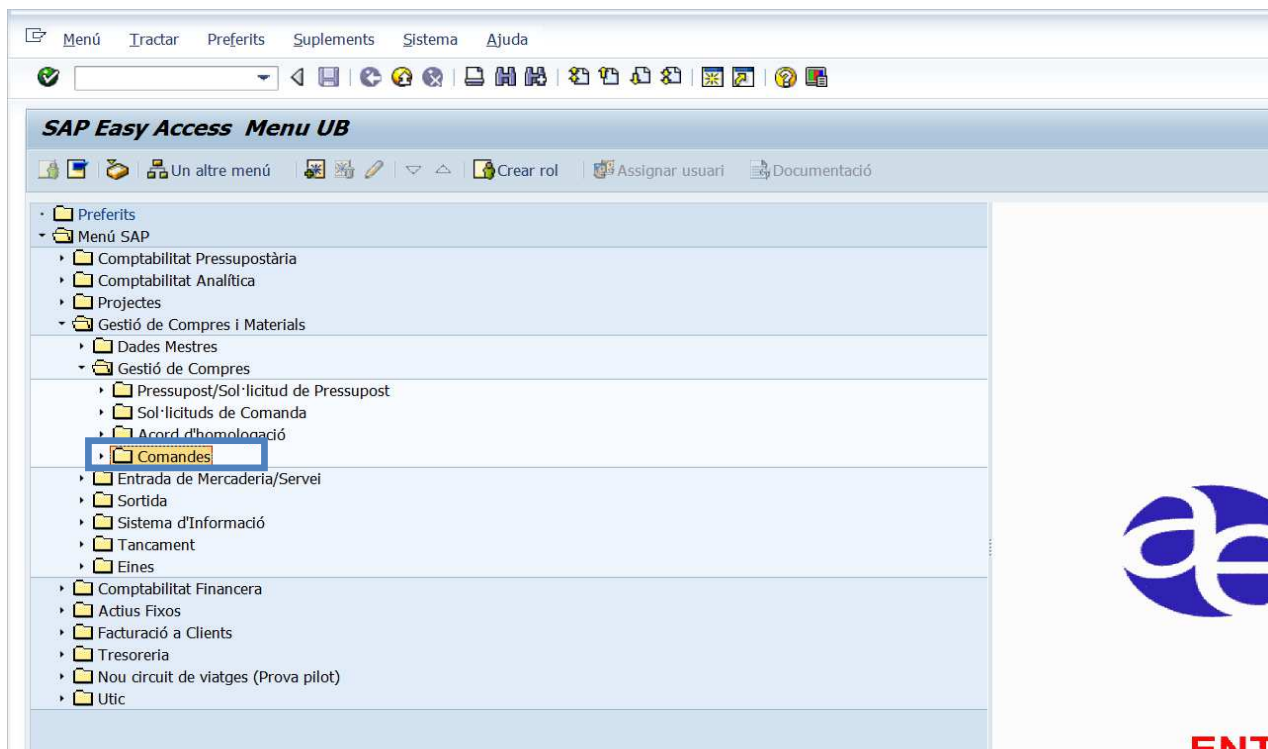 Menú Tractar Preferits Suplements Sistema Ajuda
SAP Easy Access Menu UB
Un altre menú Crear rol Assignar usuari Documentació
Preferits
Menú SAP
Comptabilitat Pressupostària
Comptabilitat Analítica
Projectes
Gestió de Compres i Materials
Dades Mestres
Gestió de Compres
Pressupost/Sol·licitud de Pressupost
Sol·licituds de Comanda
Acord d'homologació
Comandes
Entrada de Mercaderia/Servei
Sortida
Sistema d'Informació
Tancament
Eines
Comptabilitat Financera
Actius Fixos
Facturació a Clients
Tresoreria
Nou circuit de viatges (Prova pilot)
Utic
ae
ENT